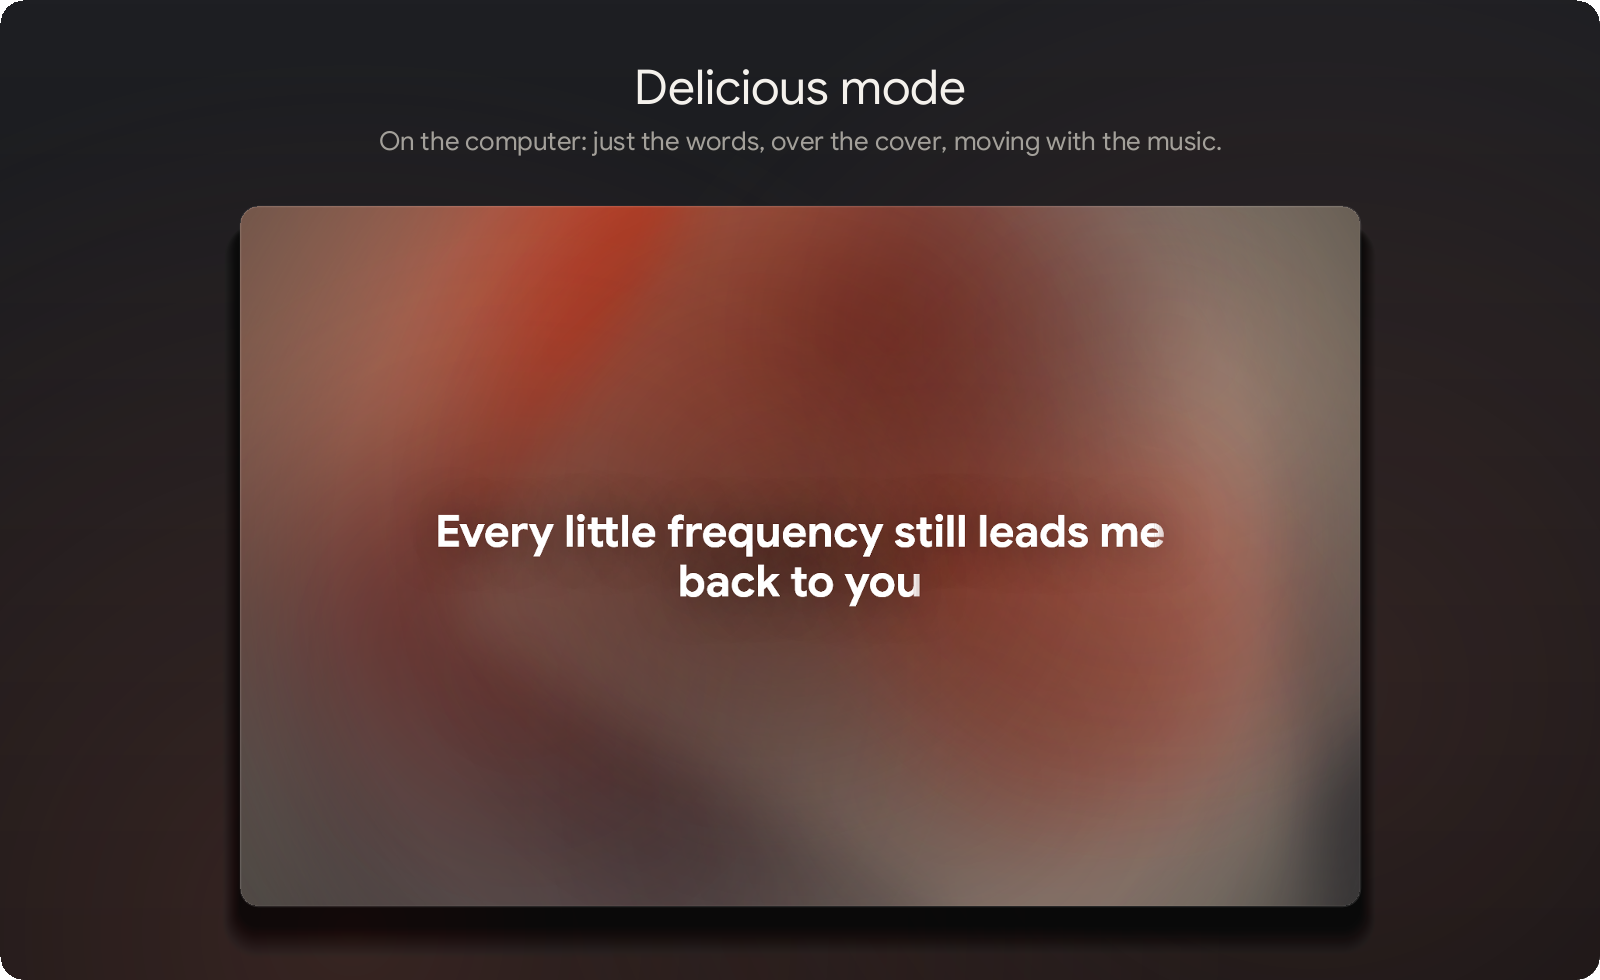 Delicious mode
On the computer: just the words, over the cover, moving with the music.
Every little frequency still leads me
back to you